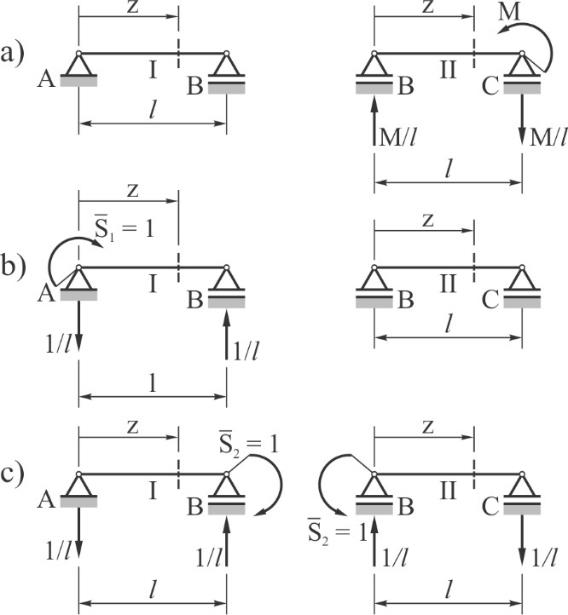 a)
z z M
I II
A B B C
M/l M/l
l l
b)
z z
S̅₁ = 1
I II
A B B C
1/l 1/l
1 l
c)
z z
S̅₂ = 1
I II
A B B C
S̅₂ = 1
1/l 1/l 1/l 1/l
l l